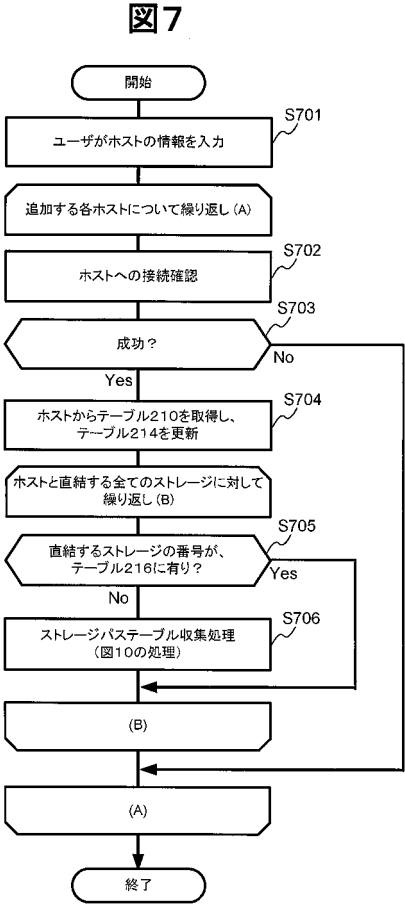 図7
開始
S701
ユーザがホストの情報を入力
追加する各ホストについて繰り返し(A)
S702
ホストへの接続確認
S703
成功？
No
Yes
S704
ホストからテーブル210を取得し、
テーブル214を更新
ホストと直結する全てのストレージに対して
繰り返し(B)
S705
直結するストレージの番号が、
テーブル216に有り？
Yes
No
S706
ストレージパステーブル収集処理
(図10の処理)
(B)
(A)
終了